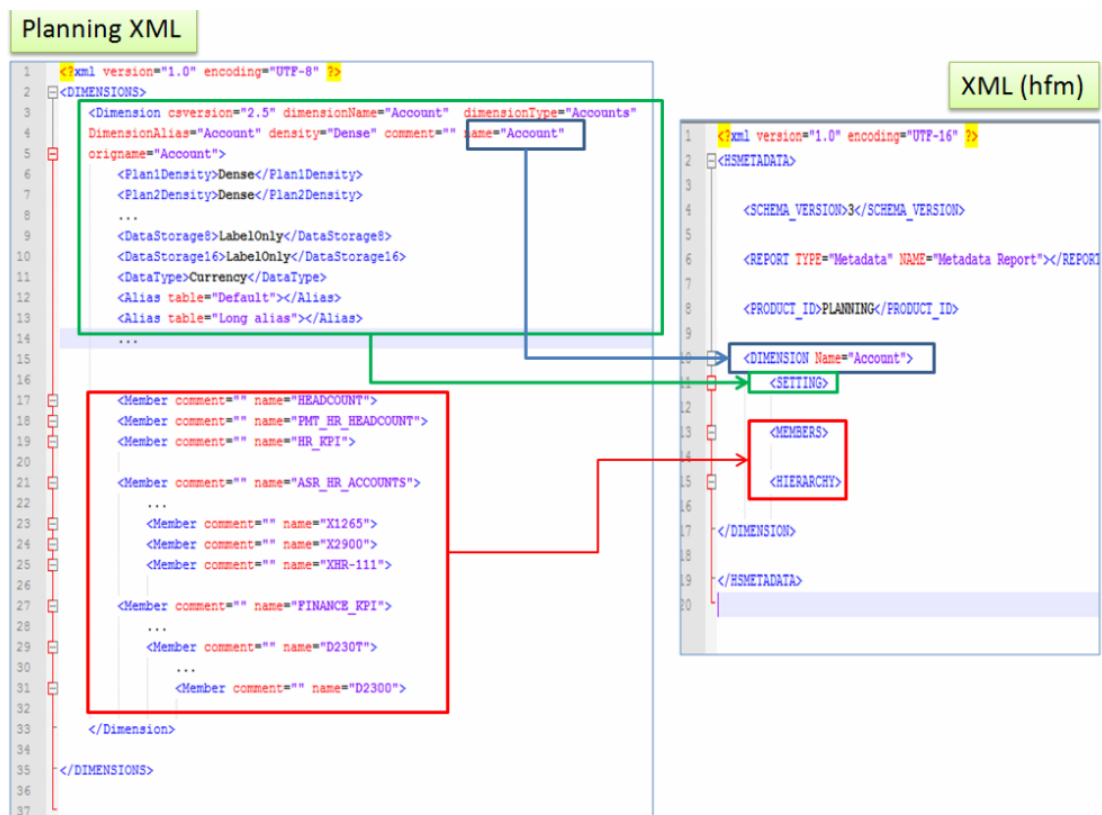 Planning XML
1 <?xml version="1.0" encoding="UTF-8" ?>
2 <DIMENSIONS>
3 <Dimension csversion="2.5" dimensionName="Account" dimensionType="Accounts"
4 DimensionAlias="Account" density="Dense" comment="" name="Account"
5 origname="Account">
6 <Plan1Density>Dense</Plan1Density>
7 <Plan2Density>Dense</Plan2Density>
8 ...
9 <DataStorage8>LabelOnly</DataStorage8>
10 <DataStorage16>LabelOnly</DataStorage16>
11 <DataType>Currency</DataType>
12 <Alias table="Default"></Alias>
13 <Alias table="Long alias"></Alias>
14 ...
15
16
17 <Member comment="" name="HEADCOUNT">
18 <Member comment="" name="PMT_HR_HEADCOUNT">
19 <Member comment="" name="HR_KPI">
20
21 <Member comment="" name="ASR_HR_ACCOUNTS">
22 ...
23 <Member comment="" name="X1265">
24 <Member comment="" name="X2900">
25 <Member comment="" name="XHR-111">
26
27 <Member comment="" name="FINANCE_KPI">
28 ...
29 <Member comment="" name="D230T">
30 ...
31 <Member comment="" name="D2300">
32
33 </Dimension>
34
35 </DIMENSIONS>
36
37
XML (hfm)
1 <?xml version="1.0" encoding="UTF-16" ?>
2 <HSMETADATA>
3
4 <SCHEMA_VERSION>3</SCHEMA_VERSION>
5
6 <REPORT TYPE="Metadata" NAME="Metadata Report"></REPORT
7
8 <PRODUCT_ID>PLANNING</PRODUCT_ID>
9
10 <DIMENSION Name="Account">
11 <SETTING>
12
13 <MEMBERS>
14
15 <HIERARCHY>
16
17 </DIMENSION>
18
19 </HSMETADATA>
20